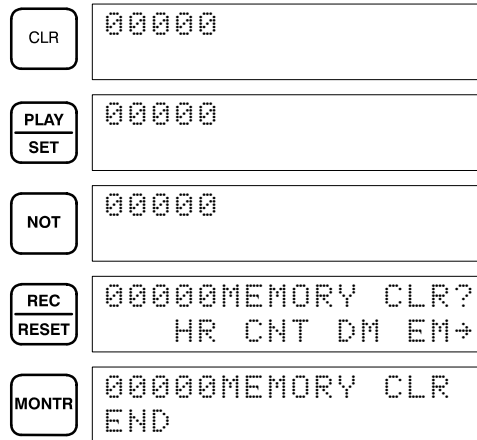 CLR
00000
PLAY
SET
00000
NOT
00000
REC
RESET
00000MEMORY CLR?
HR CNT DM EM→
MONTR
00000MEMORY CLR
END